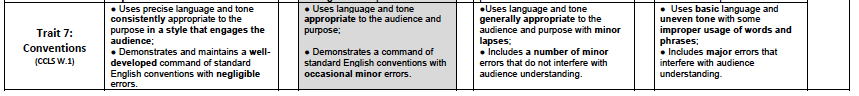 Trait 7:
Conventions
(CCLS W.1)
● Uses precise language and tone
consistently appropriate to the
purpose in a style that engages the
audience;
● Demonstrates and maintains a well-
developed command of standard
English conventions with negligible
errors.
● Uses language and tone
appropriate to the audience and
purpose;
● Demonstrates a command of
standard English conventions with
occasional minor errors.
●Uses language and tone
generally appropriate to the
audience and purpose with minor
lapses;
● Includes a number of minor
errors that do not interfere with
audience understanding.
● Uses basic language and
uneven tone with some
improper usage of words and
phrases;
● Includes major errors that
interfere with audience
understanding.